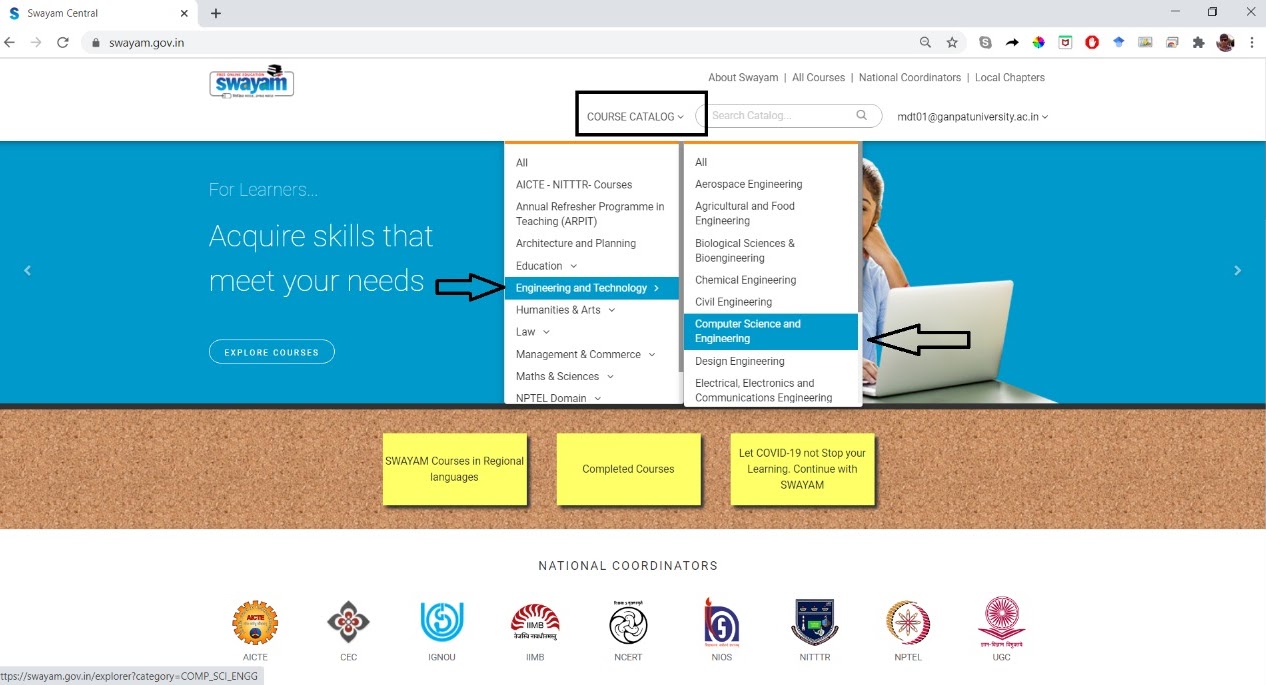 Swayam Central
swayam.gov.in
FREE ONLINE EDUCATION
swayam
About Swayam | All Courses | National Coordinators | Local Chapters
COURSE CATALOG
Search Catalog...
mdt01@ganpatuniversity.ac.in
For Learners...
Acquire skills that
meet your needs
EXPLORE COURSES
All
AICTE - NITTTR- Courses
Annual Refresher Programme in
Teaching (ARPIT)
Architecture and Planning
Education
Engineering and Technology
Humanities & Arts
Law
Management & Commerce
Maths & Sciences
NPTEL Domain
All
Aerospace Engineering
Agricultural and Food
Engineering
Biological Sciences &
Bioengineering
Chemical Engineering
Civil Engineering
Computer Science and
Engineering
Design Engineering
Electrical, Electronics and
Communications Engineering
SWAYAM Courses in Regional
languages
Completed Courses
Let COVID-19 not Stop your
Learning. Continue with
SWAYAM
NATIONAL COORDINATORS
AICTE
IIMB
AICTE
CEC
IGNOU
IIMB
NCERT
NIOS
NITTTR
NPTEL
UGC
ttps://swayam.gov.in/explorer?category=COMP_SCI_ENGG